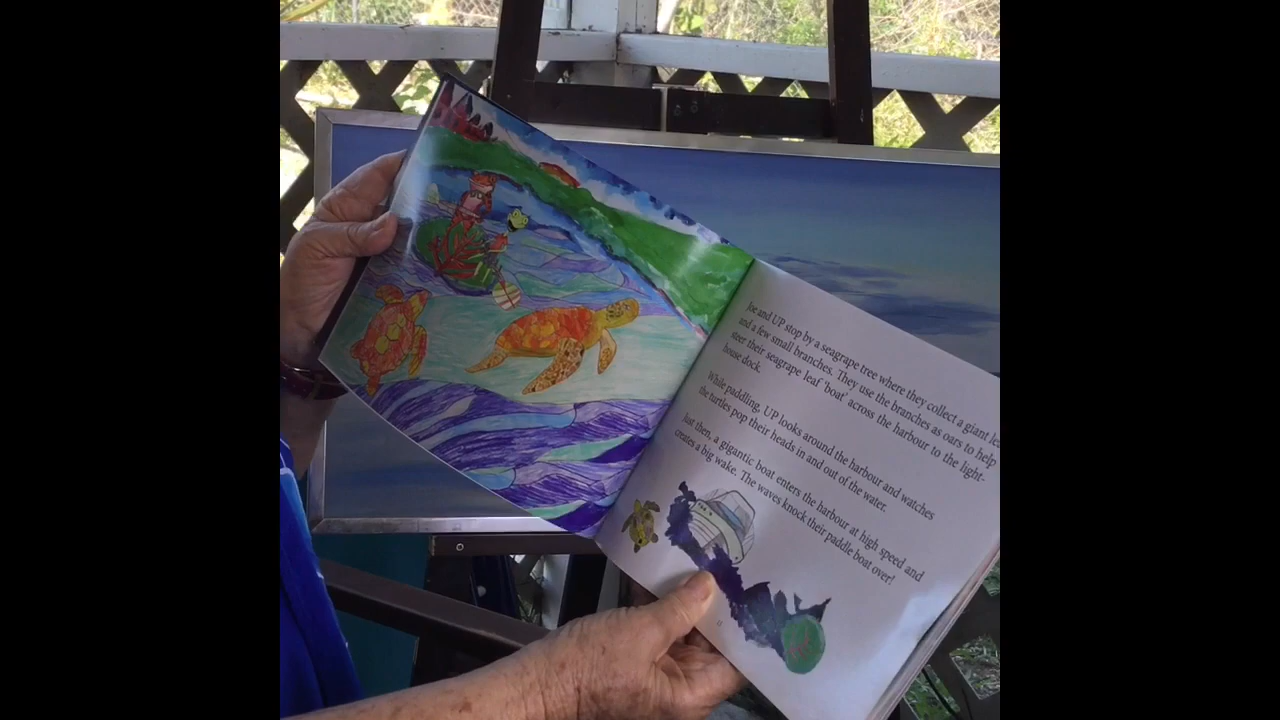 Joe and UP stop by a seagrape tree where they collect a giant
and a few small branches. They use the branches as oars to help
steer their seagrape leaf 'boat' across the harbour to the light-
house dock.
While paddling, UP looks around the harbour and watches
the turtles pop their heads in and out of the water.
Just then, a gigantic boat enters the harbour at high speed and
creates a big wake. The waves knock their paddle boat over!